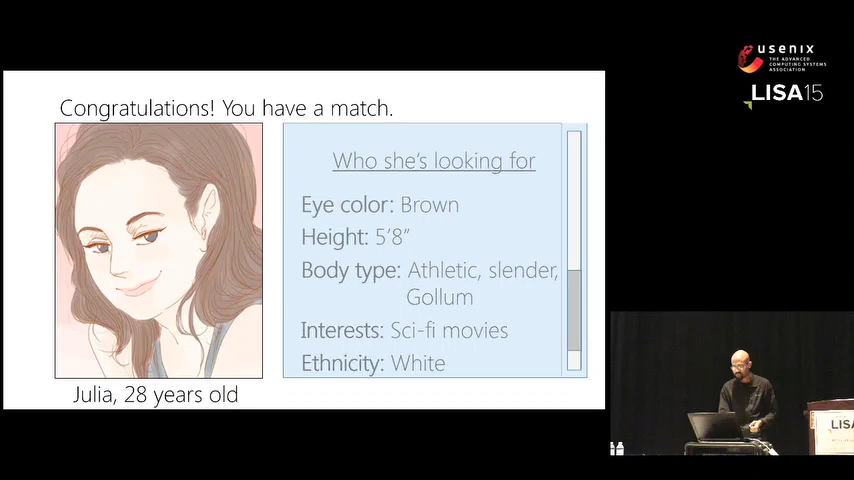 usenix
THE ADVANCED
COMPUTING SYSTEMS
ASSOCIATION
LISA15
Congratulations! You have a match.
Who she's looking for
Eye color: Brown
Height: 5'8"
Body type: Athletic, slender,
Gollum
Interests: Sci-fi movies
Ethnicity: White
Julia, 28 years old
LISA